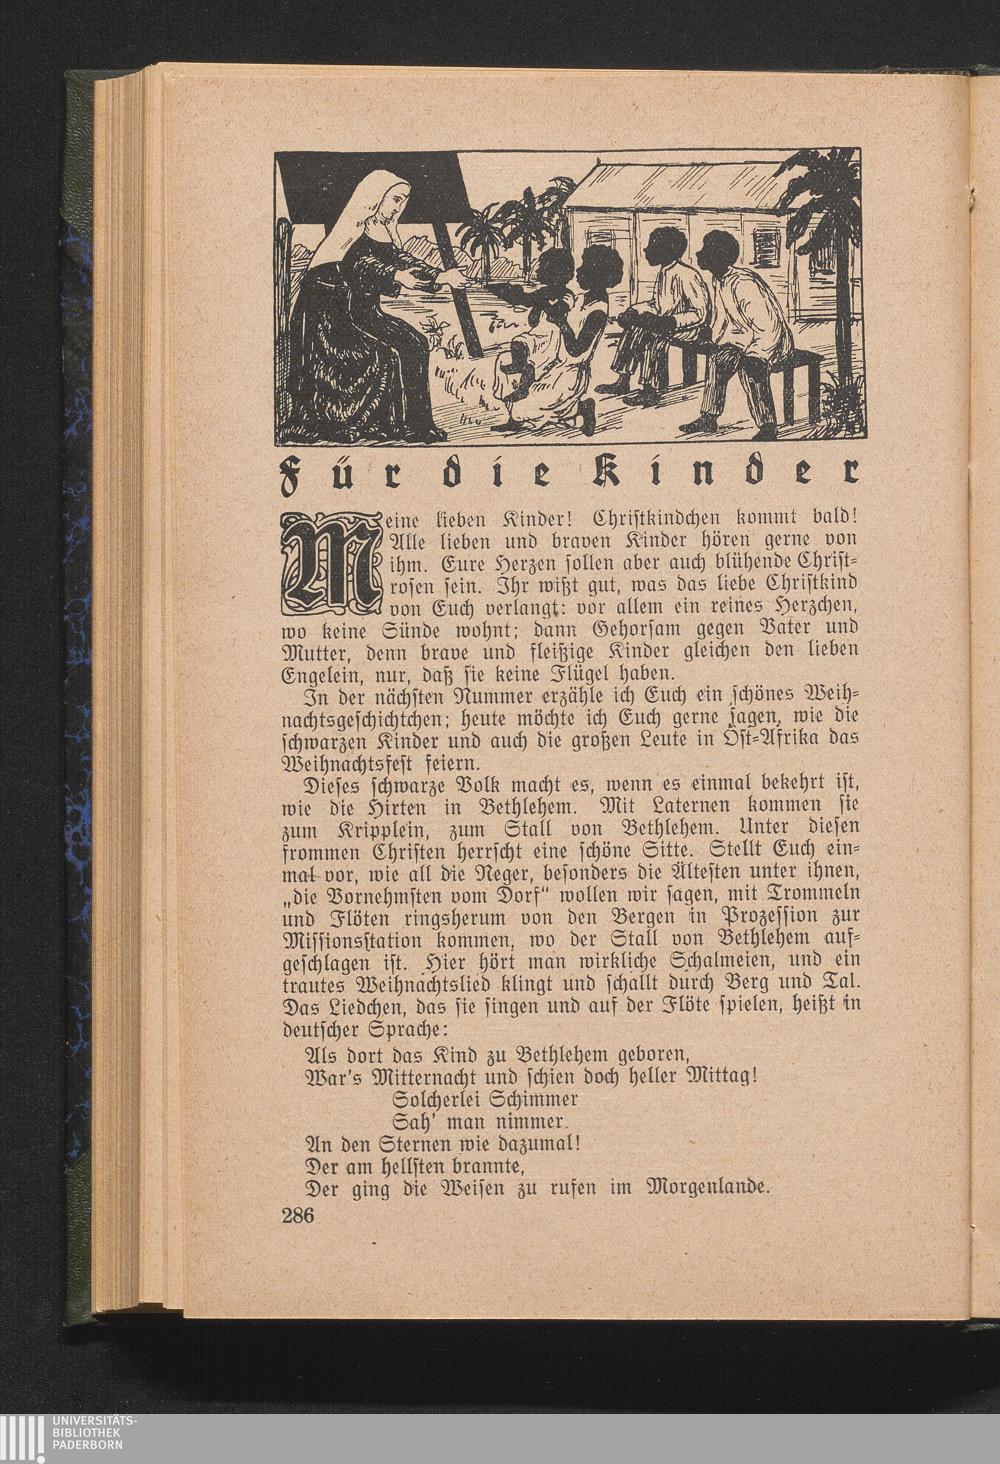 Für die Kinder
Meine lieben Kinder! Christkindchen kommt bald!
Alle lieben und braven Kinder hören gerne von
ihm. Eure Herzen sollen aber auch blühende Christ=
rosen sein. Ihr wißt gut, was das liebe Christkind
von Euch verlangt: vor allem ein reines Herzchen,
wo keine Sünde wohnt; dann Gehorsam gegen Vater und
Mutter, denn brave und fleißige Kinder gleichen den lieben
Engelein, nur, daß sie keine Flügel haben.
In der nächsten Nummer erzähle ich Euch ein schönes Weih=
nachtsgeschichtchen; heute möchte ich Euch gerne sagen, wie die
schwarzen Kinder und auch die großen Leute in Öst=Afrika das
Weihnachtsfest feiern.
Dieses schwarze Volk macht es, wenn es einmal bekehrt ist,
wie die Hirten in Bethlehem. Mit Laternen kommen sie
zum Kripplein, zum Stall von Bethlehem. Unter diesen
frommen Christen herrscht eine schöne Sitte. Stellt Euch ein=
mal vor, wie all die Neger, besonders die Ältesten unter ihnen,
„die Vornehmsten vom Dorf“ wollen wir sagen, mit Trommeln
und Flöten ringsherum von den Bergen in Prozession zur
Missionsstation kommen, wo der Stall von Bethlehem auf=
geschlagen ist. Hier hört man wirkliche Schalmeien, und ein
trautes Weihnachtslied klingt und schallt durch Berg und Tal.
Das Liedchen, das sie singen und auf der Flöte spielen, heißt in
deutscher Sprache:
Als dort das Kind zu Bethlehem geboren,
War's Mitternacht und schien doch heller Mittag!
Solcherlei Schimmer
Sah' man nimmer.
An den Sternen wie dazumal!
Der am hellsten brannte,
Der ging die Weisen zu rufen im Morgenlande.
286
UNIVERSITÄTS-
BIBLIOTHEK
PADERBORN